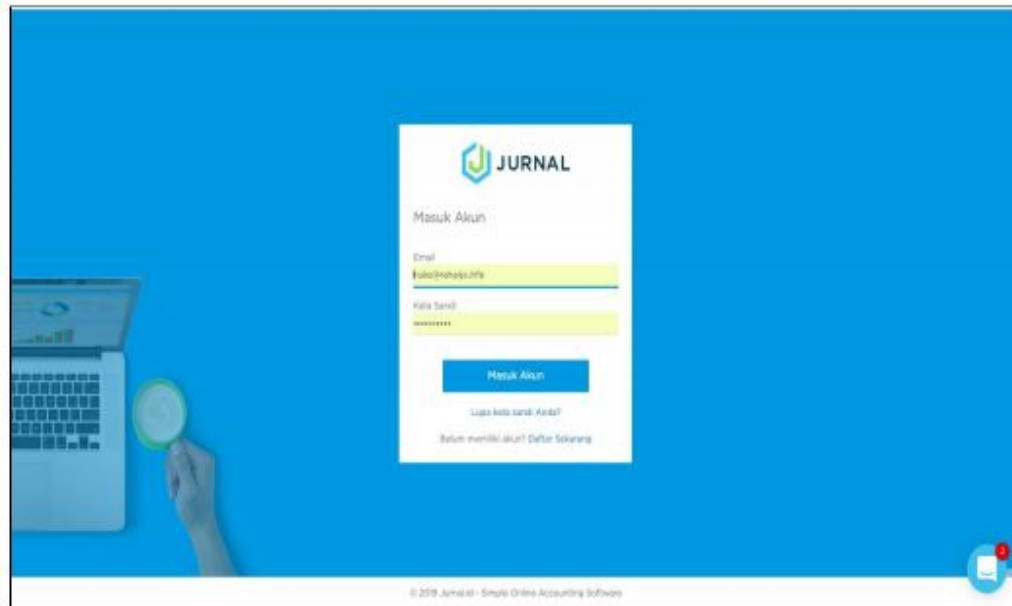 JURNAL
Masuk Akun
Email
Kata Sandi
Masuk Akun
Lupa kata sandi Anda?
Belum memiliki akun? Daftar Sekarang
© 2019 Jurnal.id - Simple Online Accounting Software